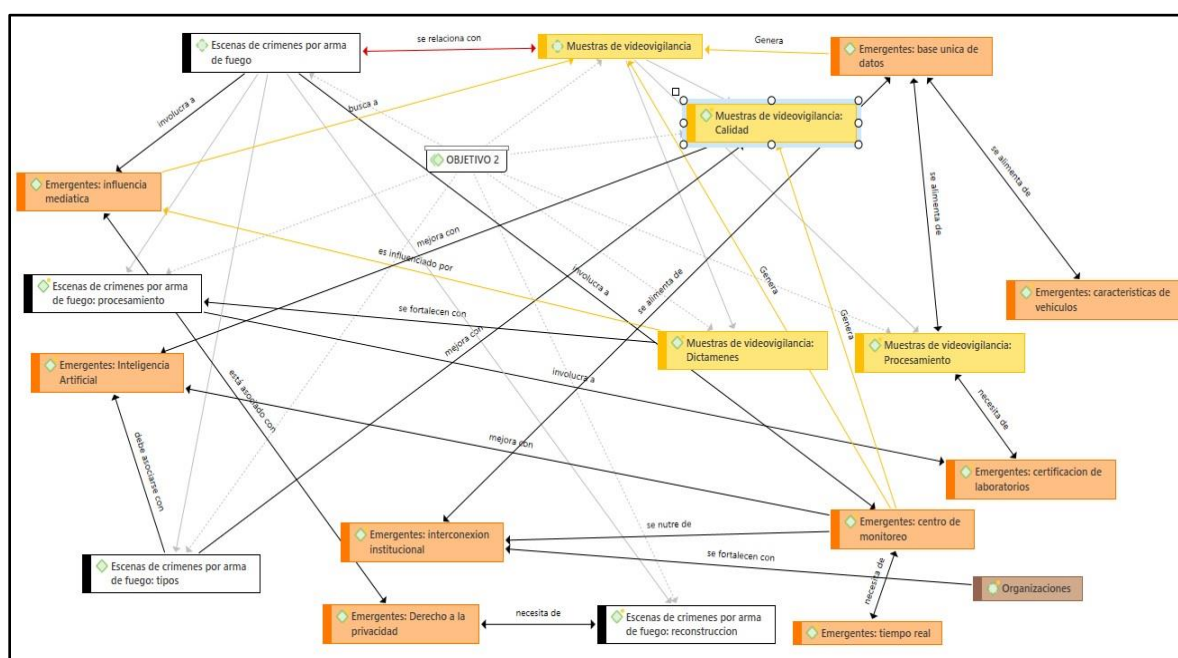 Escenas de crimenes por arma
de fuego
se relaciona con
Muestras de videovigilancia
Genera
Emergentes: base unica de
datos
involucra a
busca a
Muestras de videovigilancia:
Calidad
OBJETIVO 2
se alimenta de
se alimenta de
Emergentes: influencia
mediatica
mejora con
es influenciado por
involucra a
se alimenta de
Genera
Genera
Escenas de crimenes por arma
de fuego: procesamiento
se fortalecen con
Emergentes: caracteristicas de
vehiculos
mejora con
Muestras de videovigilancia:
Dictamenes
Muestras de videovigilancia:
Procesamiento
Emergentes: Inteligencia
Artificial
está asociado con
involucra a
necesita de
debe asociarse con
mejora con
Emergentes: certificacion de
laboratorios
Emergentes: interconexion
institucional
se nutre de
Emergentes: centro de
monitoreo
se fortalecen con
Escenas de crimenes por arma
de fuego: tipos
necesita de
Organizaciones
Emergentes: Derecho a la
privacidad
necesita de
Escenas de crimenes por arma
de fuego: reconstruccion
Emergentes: tiempo real